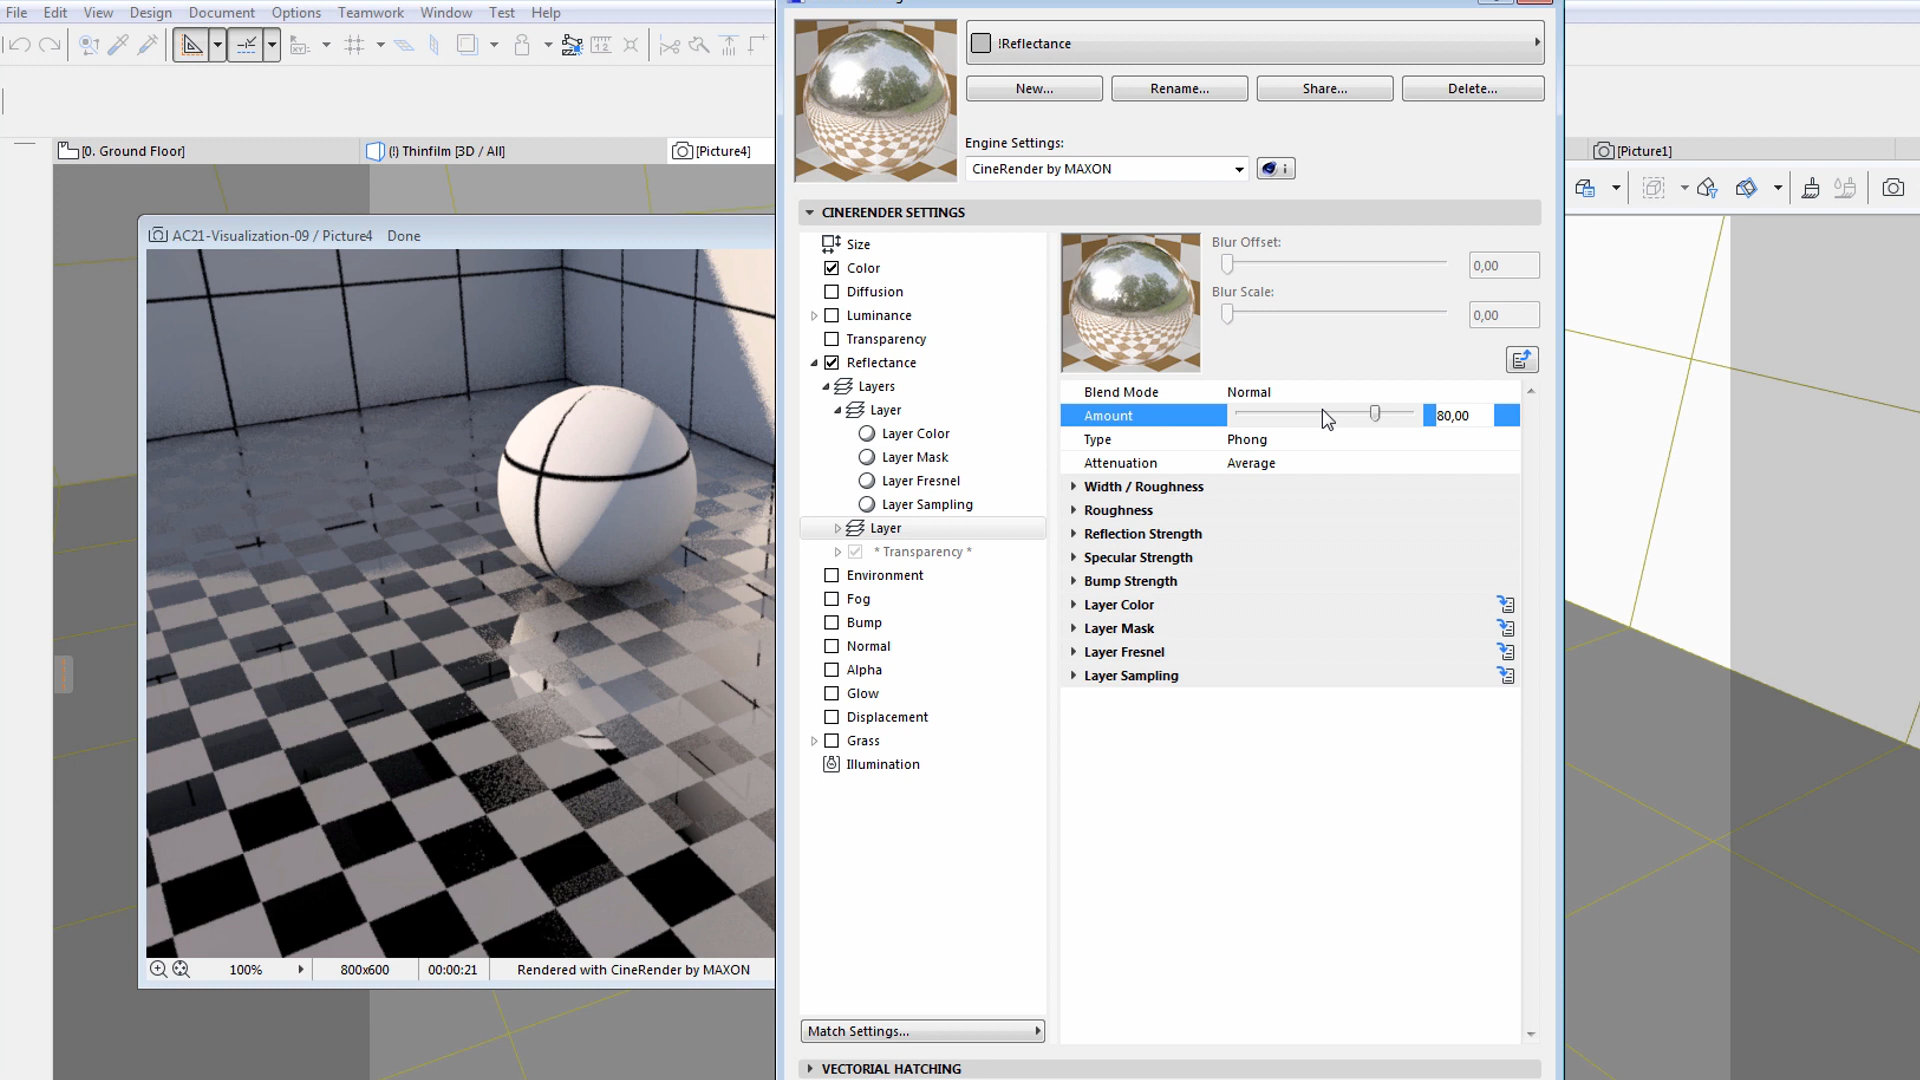 File Edit View Design Document Options Teamwork Window Test Help
!Reflectance
New... Rename... Share... Delete...
Engine Settings:
CineRender by MAXON
i
[0. Ground Floor]
(!) Thinfilm [3D / All]
[Picture4]
[Picture1]
CINERENDER SETTINGS
AC21-Visualization-09 / Picture4 Done
Size
Color
Diffusion
Luminance
Transparency
Reflectance
Layers
Layer
Layer Color
Layer Mask
Layer Fresnel
Layer Sampling
Layer
* Transparency *
Environment
Fog
Bump
Normal
Alpha
Glow
Displacement
Grass
Illumination
Blur Offset:
0,00
Blur Scale:
0,00
Blend Mode Normal
Amount 80,00
Type Phong
Attenuation Average
Width / Roughness
Roughness
Reflection Strength
Specular Strength
Bump Strength
Layer Color
Layer Mask
Layer Fresnel
Layer Sampling
100% 800x600 00:00:21 Rendered with CineRender by MAXON
Match Settings...
VECTORIAL HATCHING